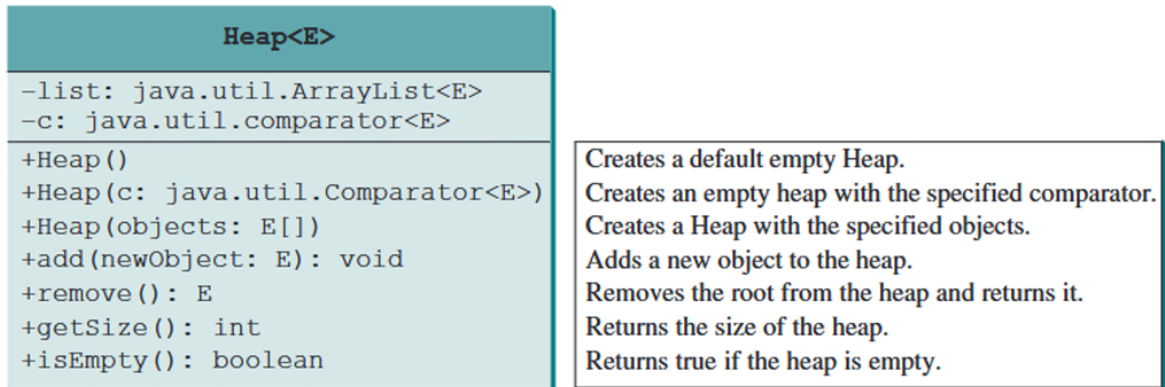 Heap<E>
-list: java.util.ArrayList<E>
-c: java.util.comparator<E>
+Heap()
+Heap(c: java.util.Comparator<E>)
+Heap(objects: E[])
+add(newObject: E): void
+remove(): E
+getSize(): int
+isEmpty(): boolean
Creates a default empty Heap.
Creates an empty heap with the specified comparator.
Creates a Heap with the specified objects.
Adds a new object to the heap.
Removes the root from the heap and returns it.
Returns the size of the heap.
Returns true if the heap is empty.